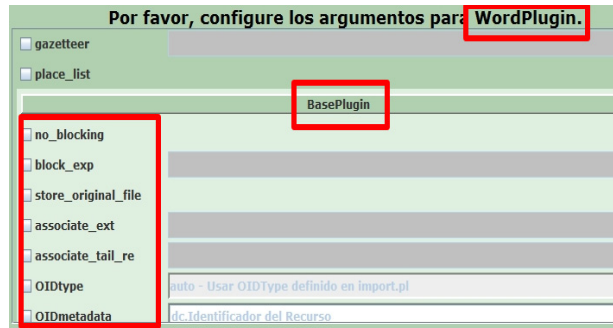 Por favor, configure los argumentos para WordPlugin.
gazetteer
place_list
BasePlugin
no_blocking
block_exp
store_original_file
associate_ext
associate_tail_re
OIDtype auto - Usar OIDType definido en import.pl
OIDmetadata dc.Identificador del Recurso